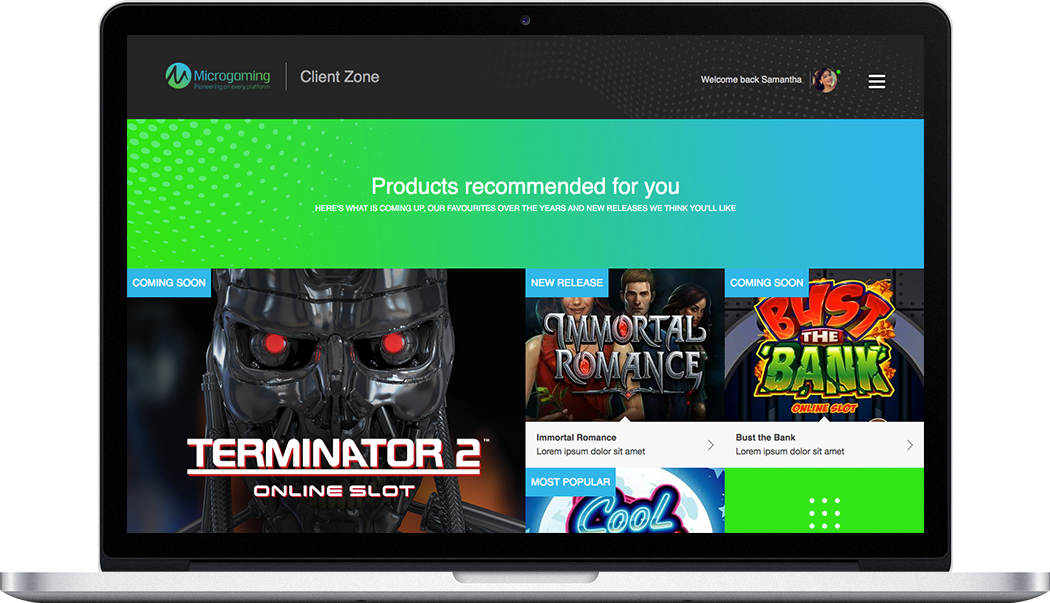 Microgaming
Pioneering on every platform
Client Zone
Welcome back Samantha
Products recommended for you
HERE'S WHAT IS COMING UP, OUR FAVOURITES OVER THE YEARS AND NEW RELEASES WE THINK YOU'LL LIKE
COMING SOON
TERMINATOR 2™
ONLINE SLOT
NEW RELEASE
IMMORTAL
ROMANCE
Immortal Romance
Lorem ipsum dolor sit amet
COMING SOON
BUST
THE
BANK
ONLINE SLOT
Bust the Bank
Lorem ipsum dolor sit amet
MOST POPULAR
COOL